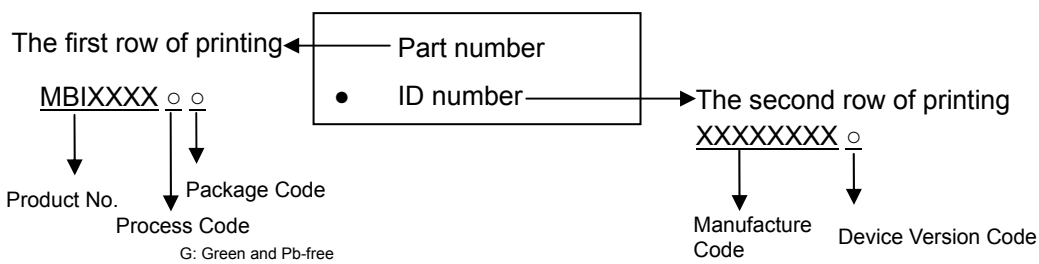 The first row of printing
Part number
MBIXXXX ○ ○
● ID number
The second row of printing
XXXXXXXX ○
Product No.
Package Code
Process Code
G: Green and Pb-free
Manufacture
Code
Device Version Code